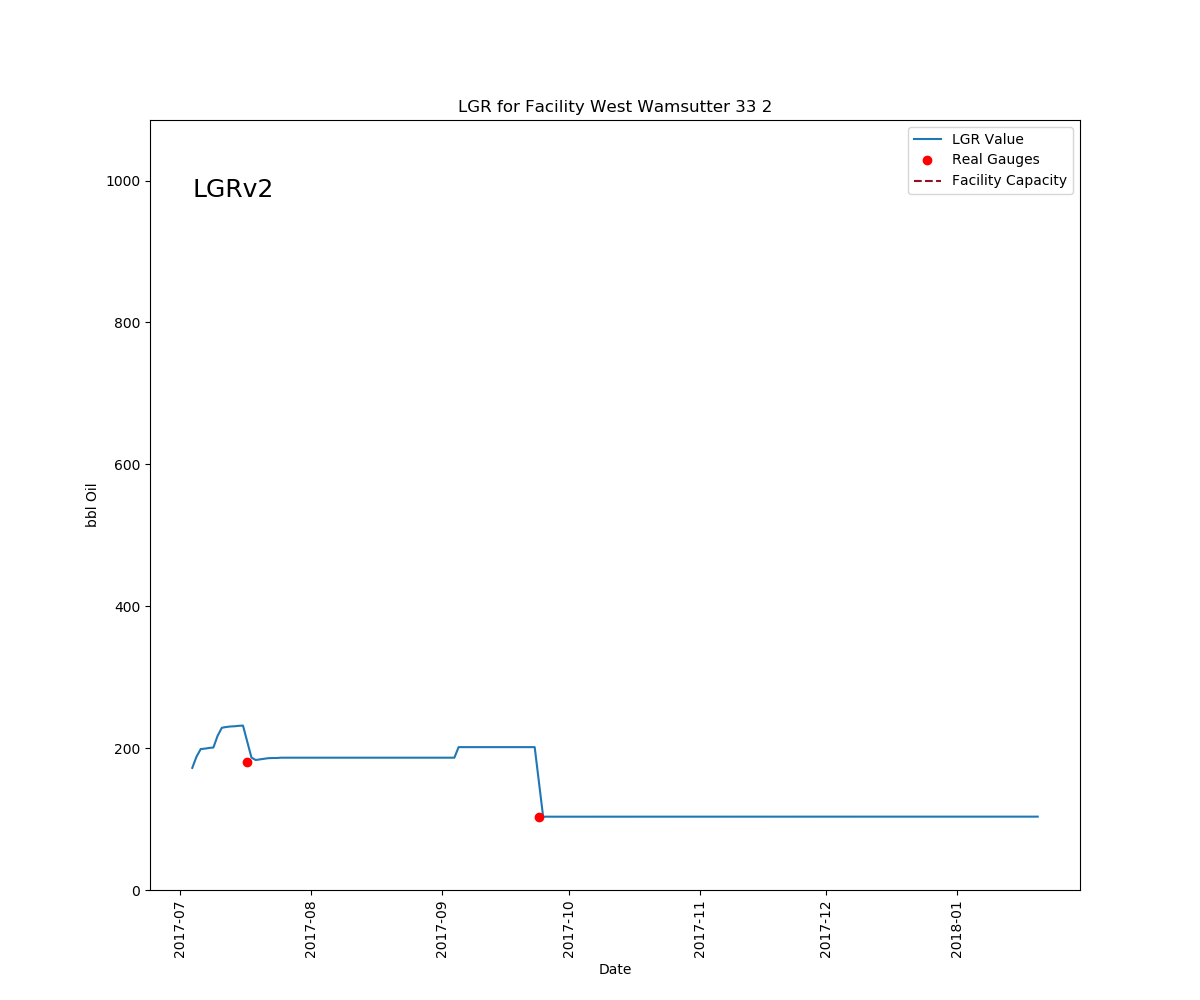 LGR for Facility West Wamsutter 33 2
LGRv2
LGR Value
Real Gauges
Facility Capacity
bbl Oil
1000
800
600
400
200
0
2017-07
2017-08
2017-09
2017-10
2017-11
2017-12
2018-01
Date